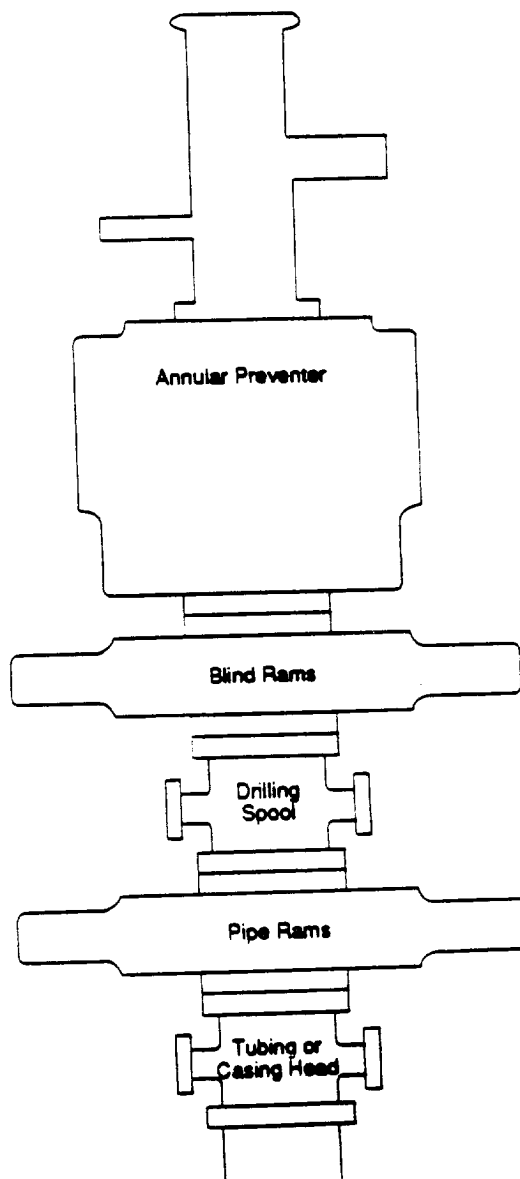 Annular Preventer
Blind Rams
Drilling
Spool
Pipe Rams
Tubing or
Casing Head